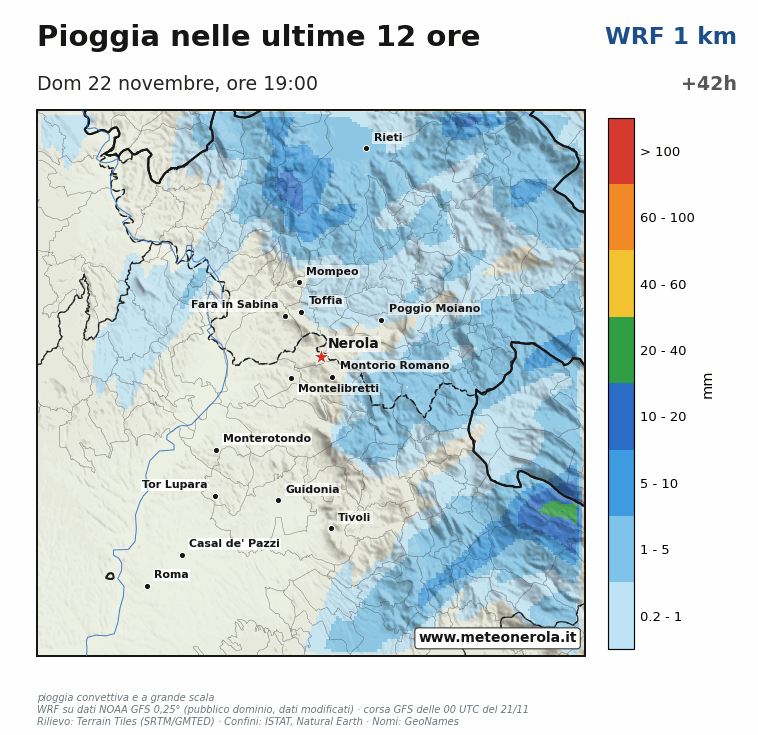 Pioggia nelle ultime 12 ore
WRF 1 km
Dom 22 novembre, ore 19:00
+42h
Rieti
Mompeo
Fara in Sabina
Toffia
Poggio Moiano
Nerola
Montorio Romano
Montelibretti
Monterotondo
Tor Lupara
Guidonia
Tivoli
Casal de' Pazzi
Roma
www.meteonerola.it
> 100
60 - 100
40 - 60
20 - 40
10 - 20
5 - 10
1 - 5
0.2 - 1
mm
pioggia convettiva e a grande scala
WRF su dati NOAA GFS 0,25° (pubblico dominio, dati modificati) · corsa GFS delle 00 UTC del 21/11
Rilievo: Terrain Tiles (SRTM/GMTED) · Confini: ISTAT, Natural Earth · Nomi: GeoNames